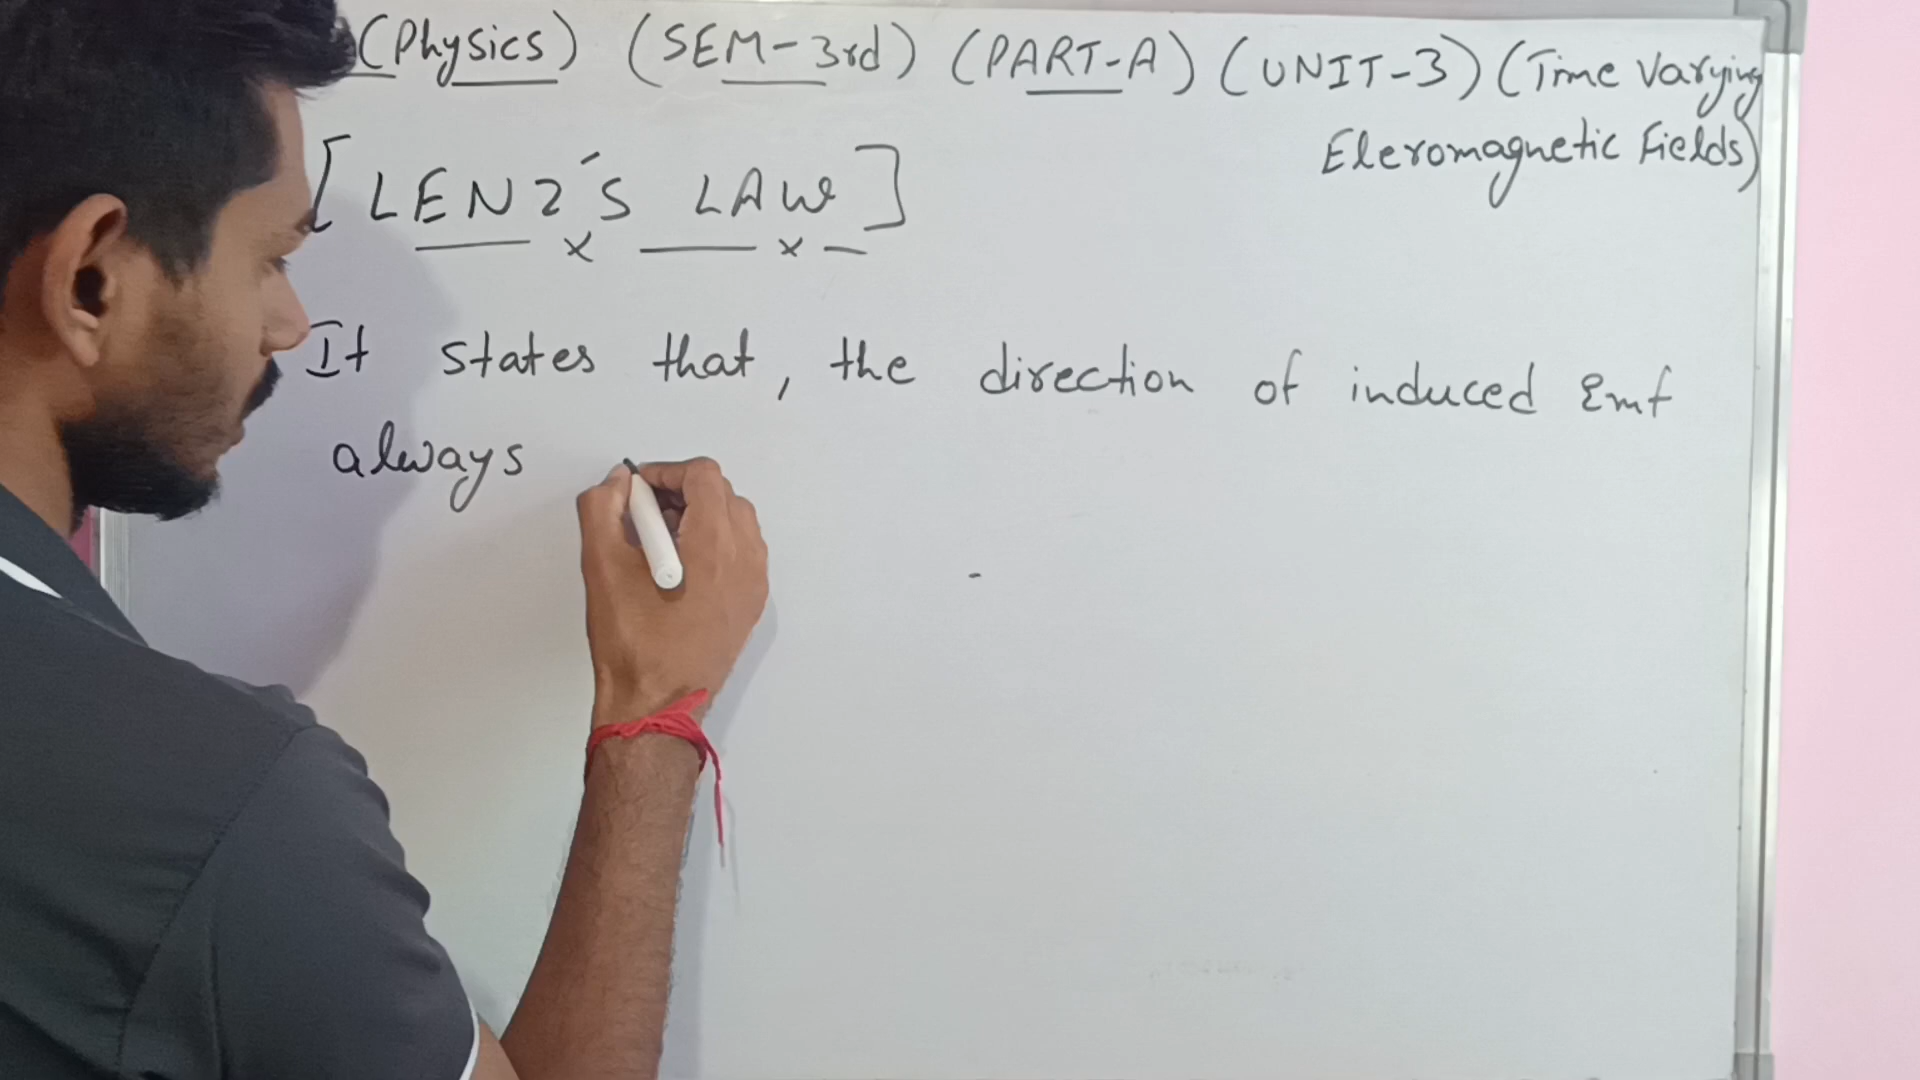 (Physics) (SEM-3rd) (PART-A) (UNIT-3) (Time Varying
Eleromagnetic Fields)
[LENZ'S LAW]
It states that, the direction of induced Emf
always